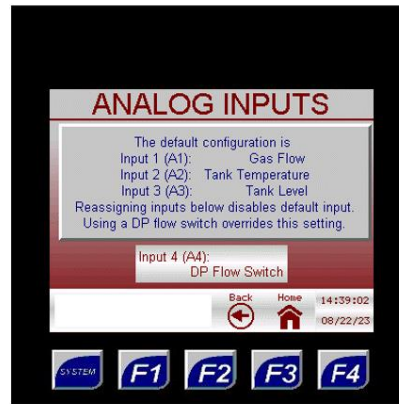 ANALOG INPUTS
The default configuration is
Input 1 (A1): Gas Flow
Input 2 (A2): Tank Temperature
Input 3 (A3): Tank Level
Reassigning inputs below disables default input.
Using a DP flow switch overrides this setting.
Input 4 (A4):
DP Flow Switch
Back Home 14:39:02
08/22/23
SYSTEM F1 F2 F3 F4